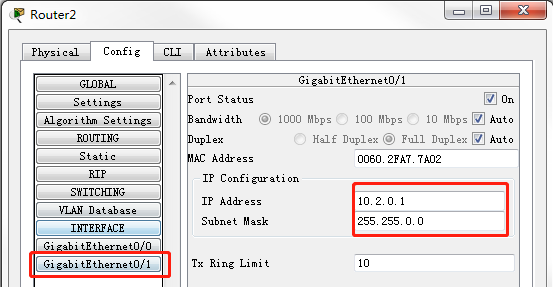 Router2
Physical Config CLI Attributes
GLOBAL
Settings
Algorithm Settings
ROUTING
Static
RIP
SWITCHING
VLAN Database
INTERFACE
GigabitEthernet0/0
GigabitEthernet0/1
GigabitEthernet0/1
Port Status On
Bandwidth 1000 Mbps 100 Mbps 10 Mbps Auto
Duplex Half Duplex Full Duplex Auto
MAC Address 0060.2FA7.7A02
IP Configuration
IP Address 10.2.0.1
Subnet Mask 255.255.0.0
Tx Ring Limit 10